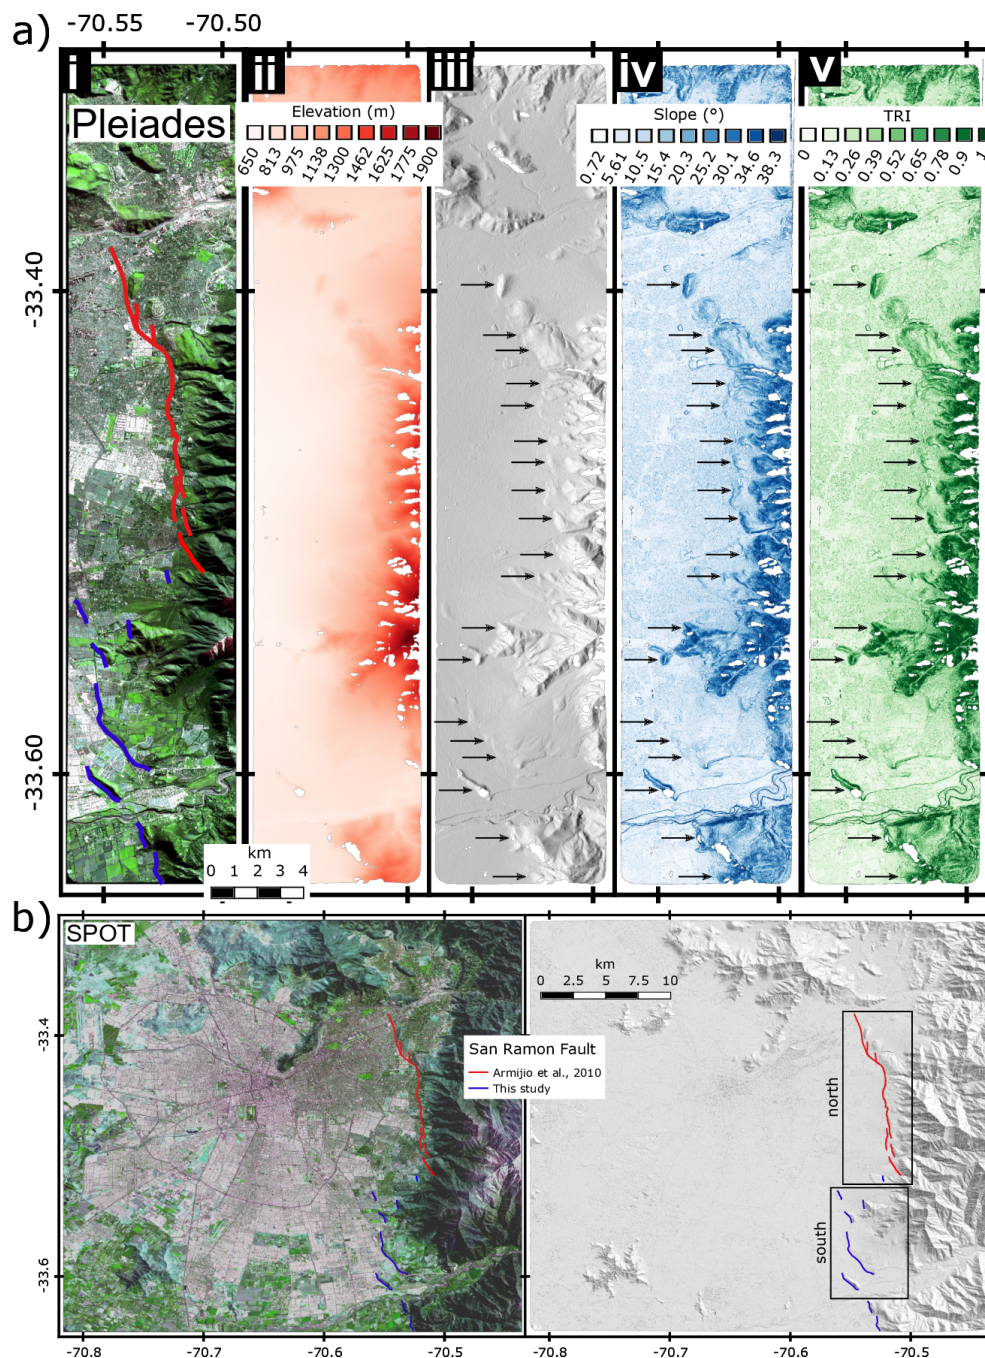 a)
-70.55
-70.50
i
ii
iii
iv
v
Pleiades
Elevation (m)
650
813
975
1138
1300
1462
1625
1775
1900
Slope (°)
0.72
5.61
10.5
15.4
20.3
25.2
30.1
34.6
38.3
TRI
0
0.13
0.26
0.39
0.52
0.65
0.78
0.9
1
-33.40
-33.60
km
0 1 2 3 4
b)
SPOT
km
0 2.5 5 7.5 10
-33.4
-33.6
San Ramon Fault
Armijio et al., 2010
This study
north
south
-70.8
-70.7
-70.6
-70.5
-70.8
-70.7
-70.6
-70.5